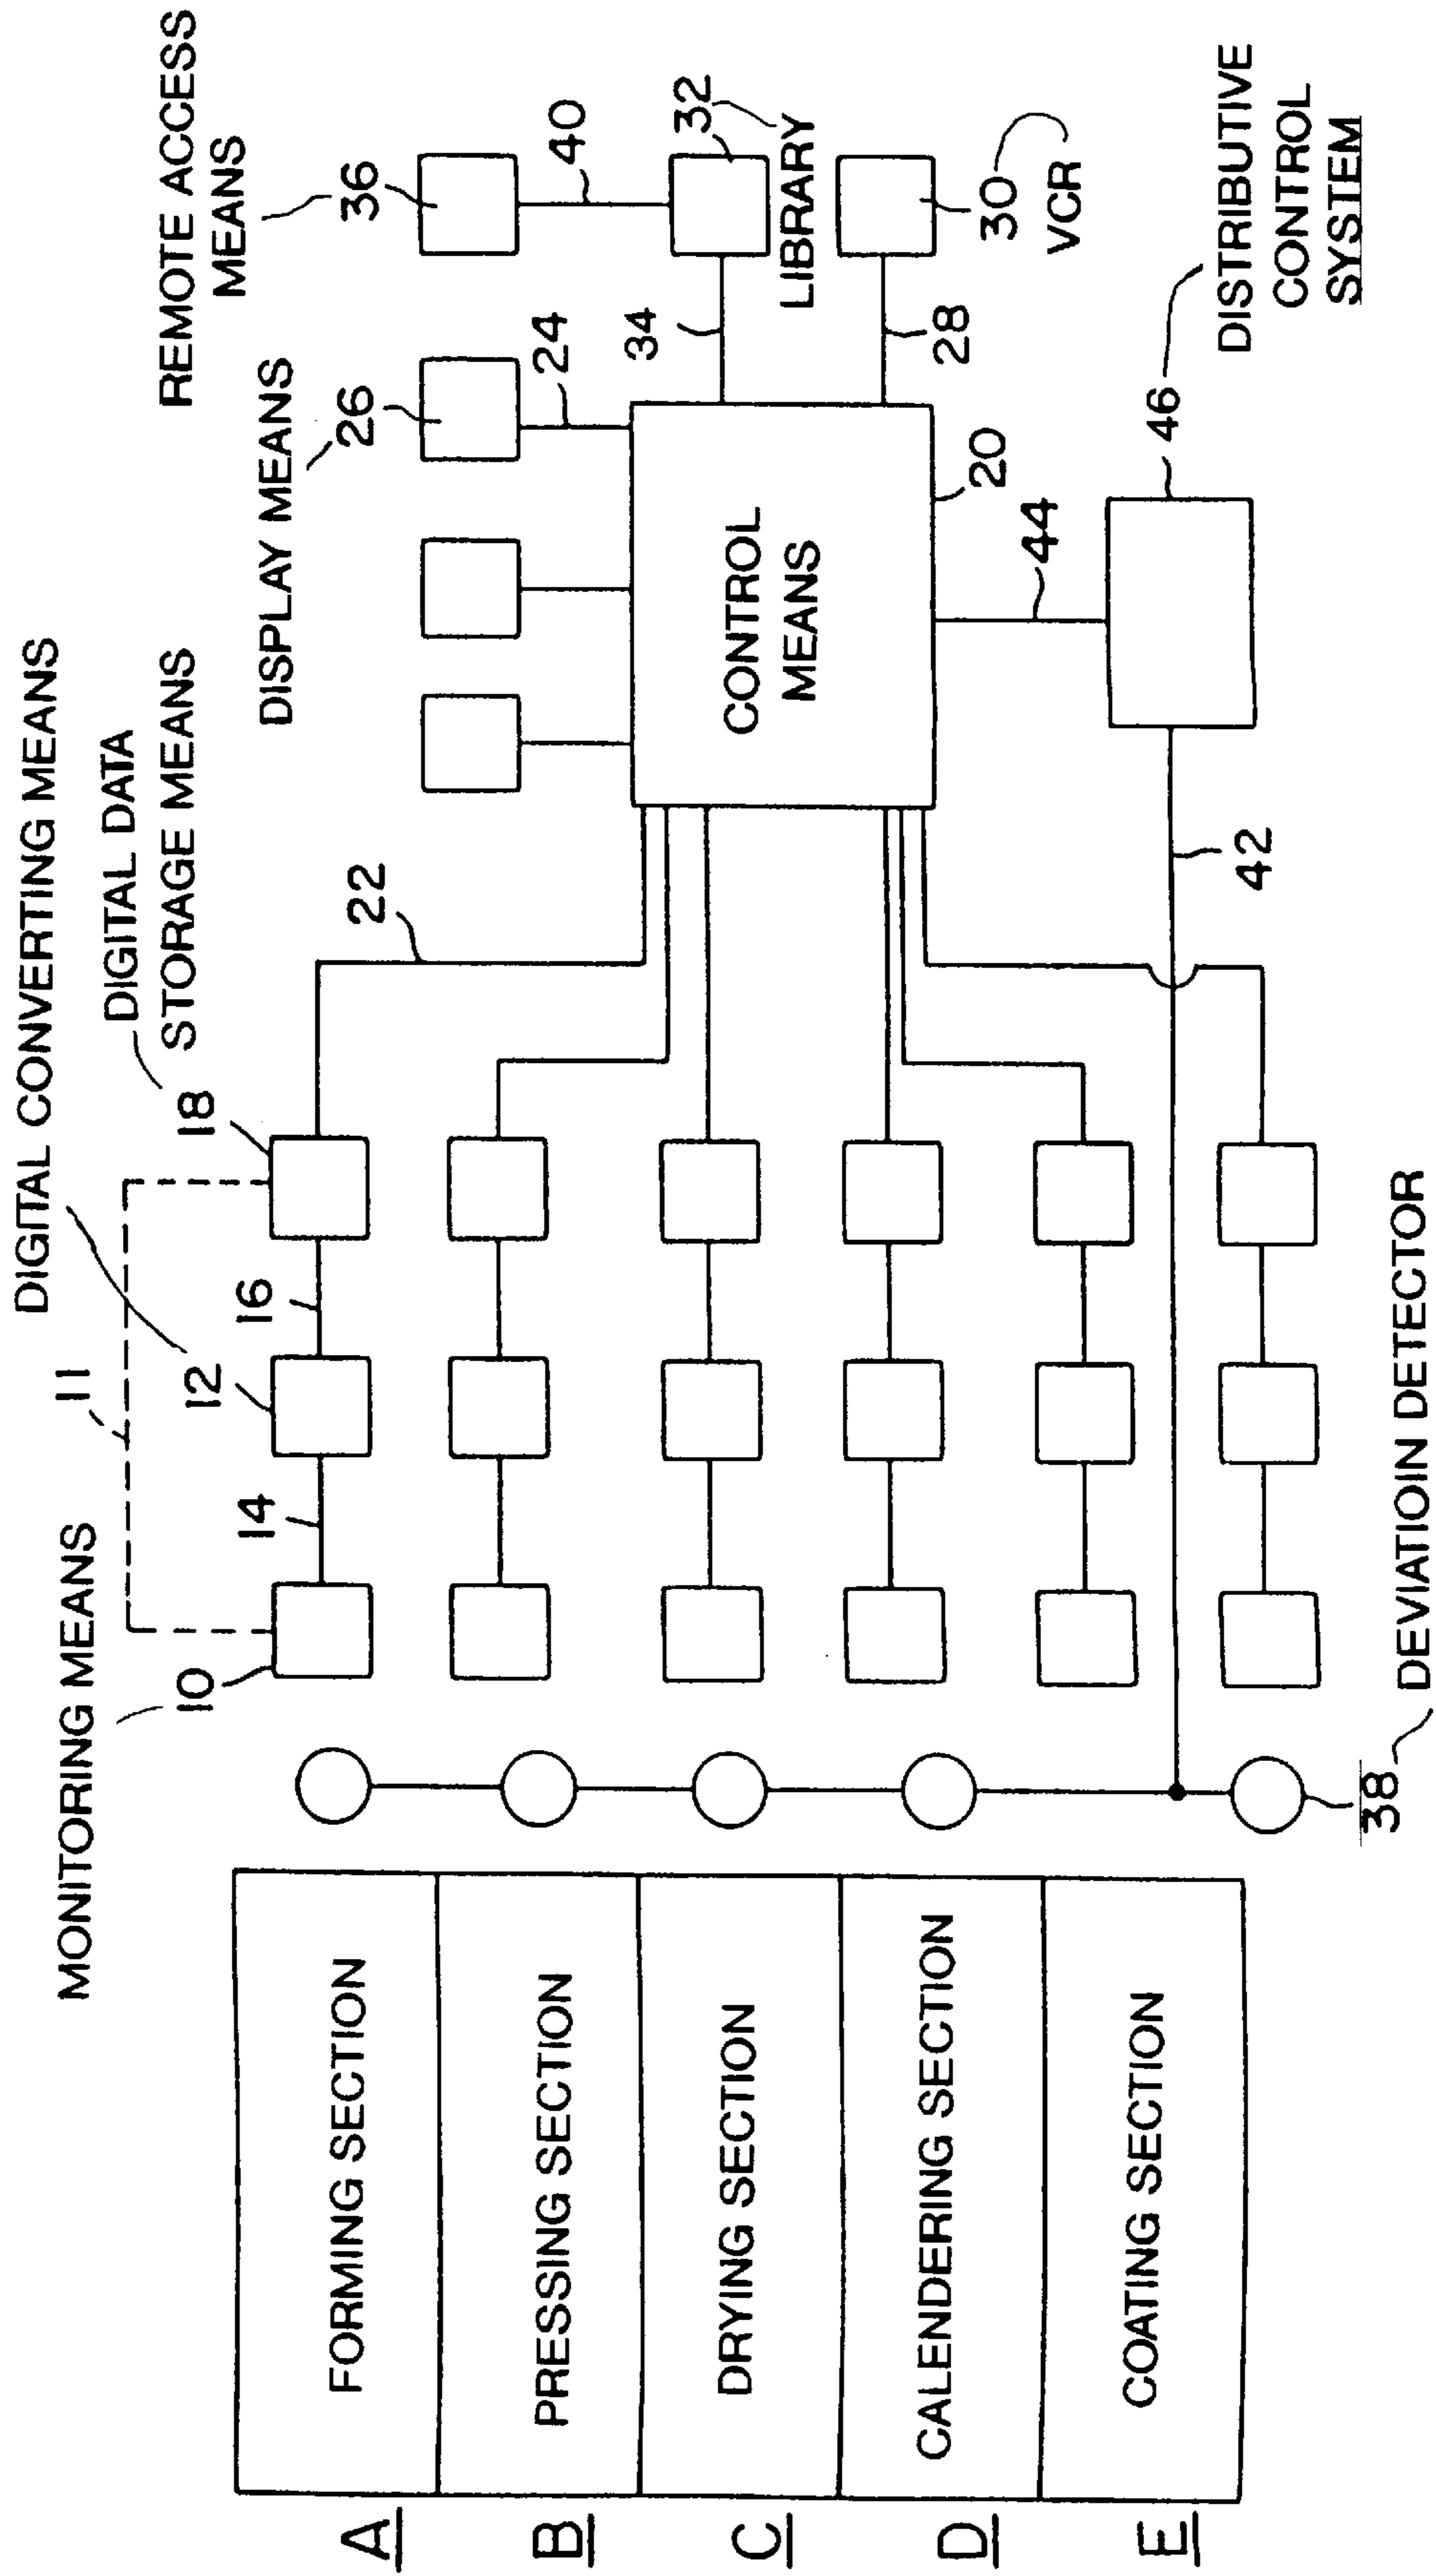 REMOTE ACCESS
MEANS
36
40
32
LIBRARY
34
30
VCR
28
DISPLAY MEANS
26
24
CONTROL
MEANS
20
44
46
DISTRIBUTIVE
CONTROL
SYSTEM
42
DIGITAL CONVERTING MEANS
DIGITAL DATA
STORAGE MEANS
22
18
16
12
11
14
MONITORING MEANS
10
38
DEVIATIOIN DETECTOR
A
FORMING SECTION
B
PRESSING SECTION
C
DRYING SECTION
D
CALENDERING SECTION
E
COATING SECTION